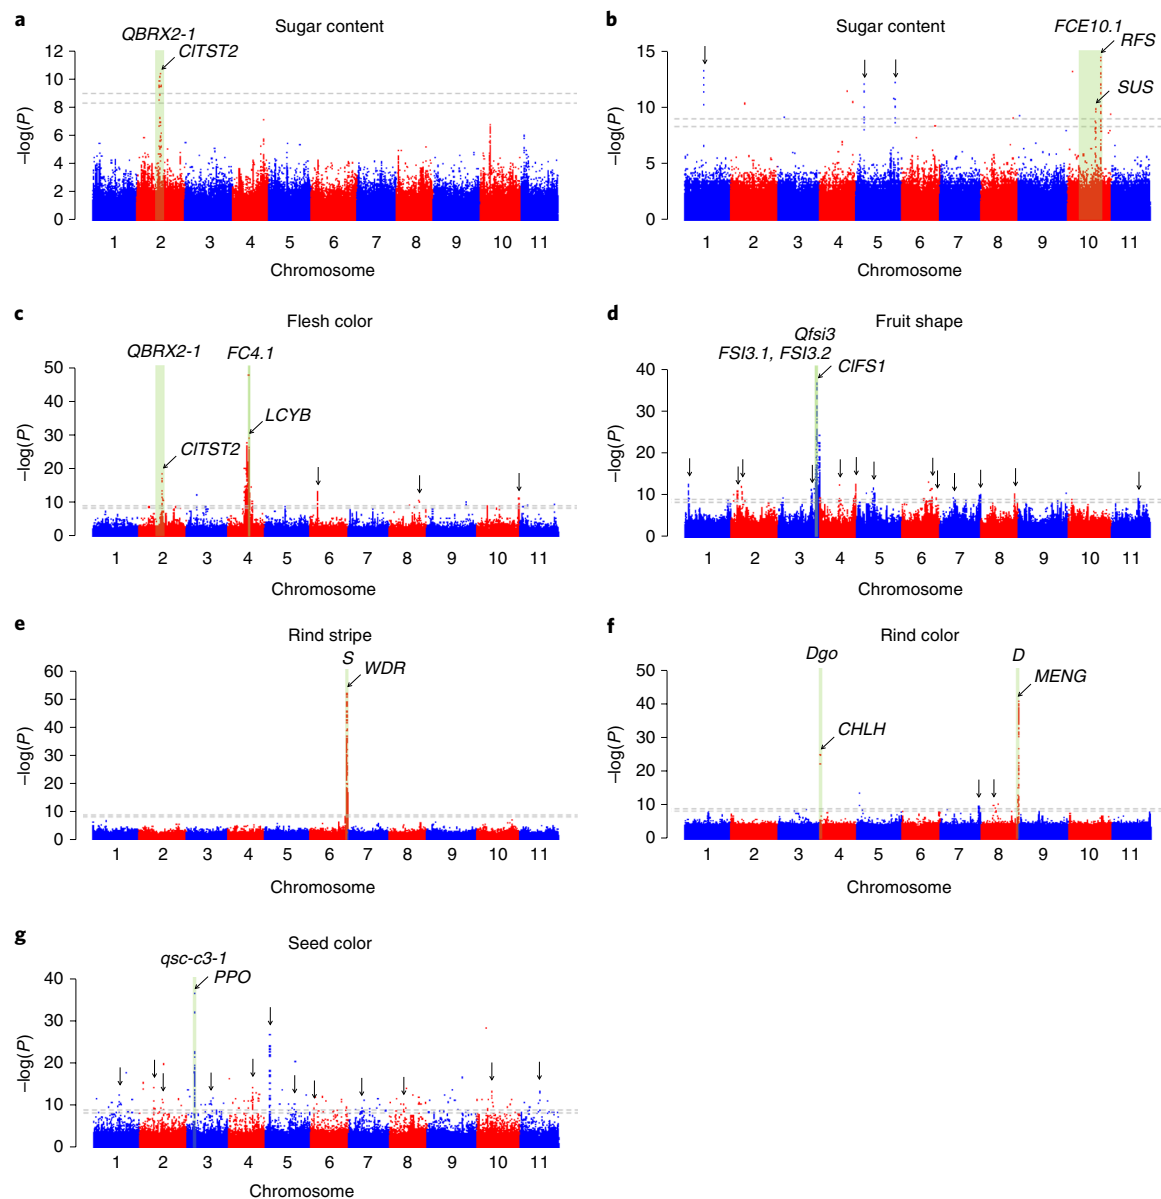 a
Sugar content
QBRX2-1
ClTST2
12
10
8
6
4
2
0
–log(P)
1 2 3 4 5 6 7 8 9 10 11
Chromosome
b
Sugar content
FCE10.1
RFS
SUS
15
10
5
0
–log(P)
1 2 3 4 5 6 7 8 9 10 11
Chromosome
c
Flesh color
QBRX2-1
FC4.1
LCYB
ClTST2
50
40
30
20
10
0
–log(P)
1 2 3 4 5 6 7 8 9 10 11
Chromosome
d
Fruit shape
Qfsi3
FSI3.1, FSI3.2
ClFS1
40
30
20
10
0
–log(P)
1 2 3 4 5 6 7 8 9 10 11
Chromosome
e
Rind stripe
S
WDR
60
50
40
30
20
10
0
–log(P)
1 2 3 4 5 6 7 8 9 10 11
Chromosome
f
Rind color
Dgo
D
MENG
CHLH
50
40
30
20
10
0
–log(P)
1 2 3 4 5 6 7 8 9 10 11
Chromosome
g
Seed color
qsc-c3-1
PPO
40
30
20
10
0
–log(P)
1 2 3 4 5 6 7 8 9 10 11
Chromosome